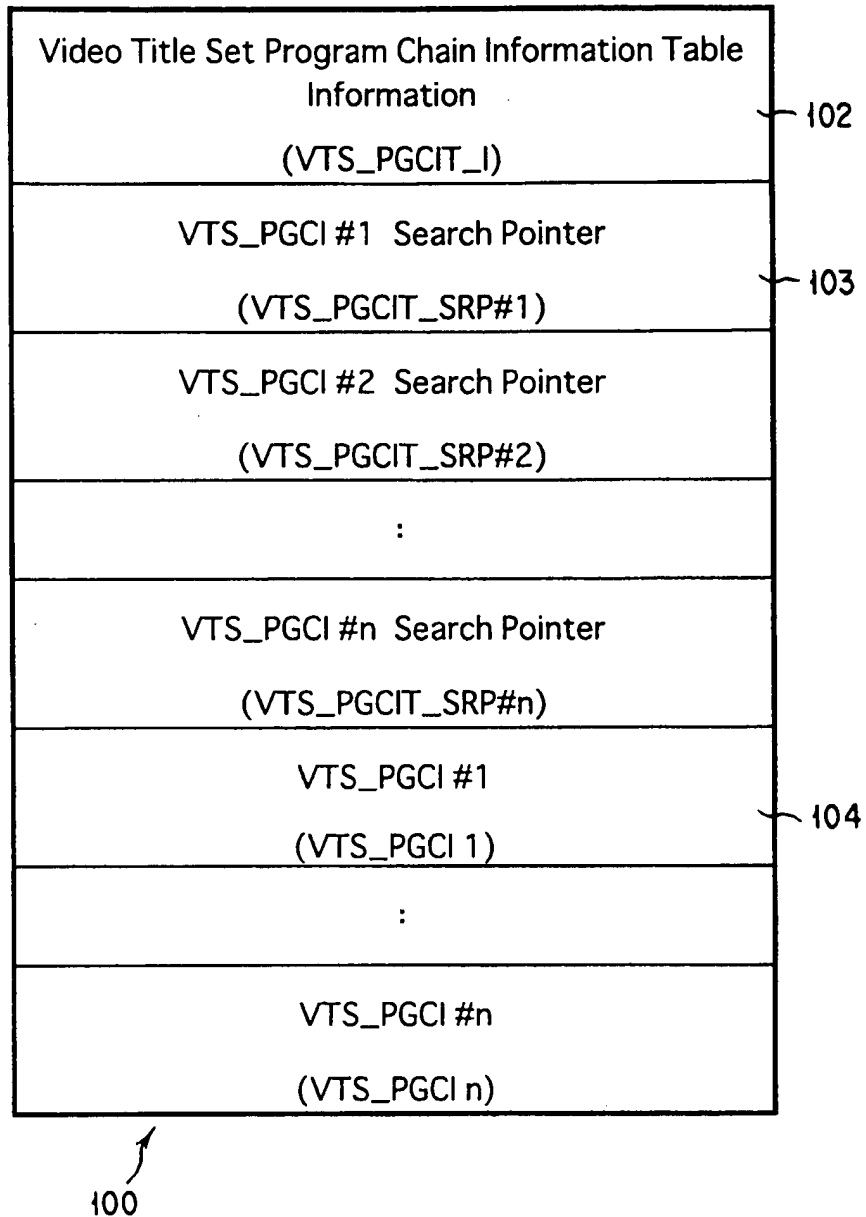 Video Title Set Program Chain Information Table
Information
(VTS_PGCIT_I)
102
VTS_PGCI #1 Search Pointer
(VTS_PGCIT_SRP#1)
103
VTS_PGCI #2 Search Pointer
(VTS_PGCIT_SRP#2)
:
VTS_PGCI #n Search Pointer
(VTS_PGCIT_SRP#n)
VTS_PGCI #1
(VTS_PGCI 1)
104
:
VTS_PGCI #n
(VTS_PGCI n)
100